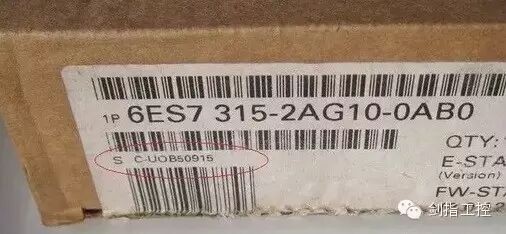 1P 6ES7 315-2AG10-0AB0
S C-UOB50915
QTY:
E-STA
(Version)
FW-STA
剑指工控